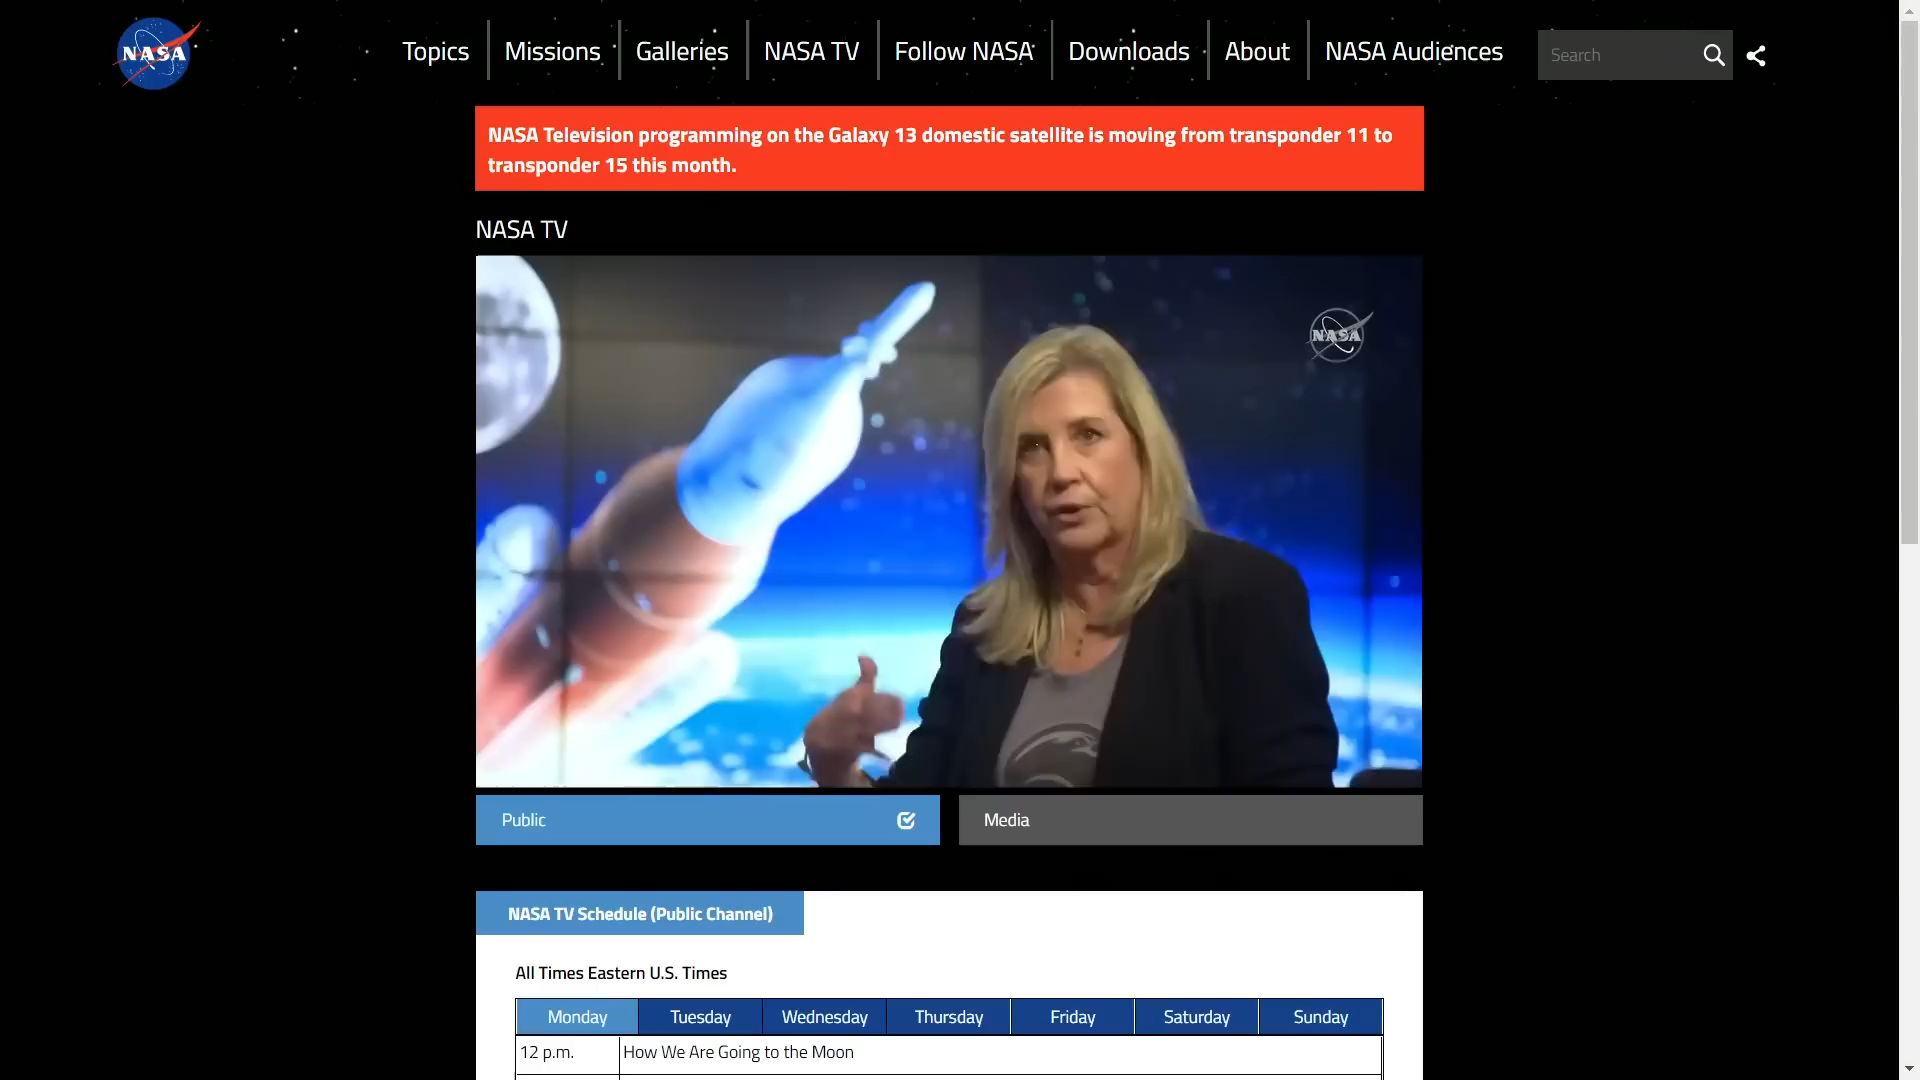 NASA
Topics
Missions
Galleries
NASA TV
Follow NASA
Downloads
About
NASA Audiences
Search
NASA Television programming on the Galaxy 13 domestic satellite is moving from transponder 11 to
transponder 15 this month.
NASA TV
NASA
Public
Media
NASA TV Schedule (Public Channel)
All Times Eastern U.S. Times
Monday
Tuesday
Wednesday
Thursday
Friday
Saturday
Sunday
12 p.m.
How We Are Going to the Moon